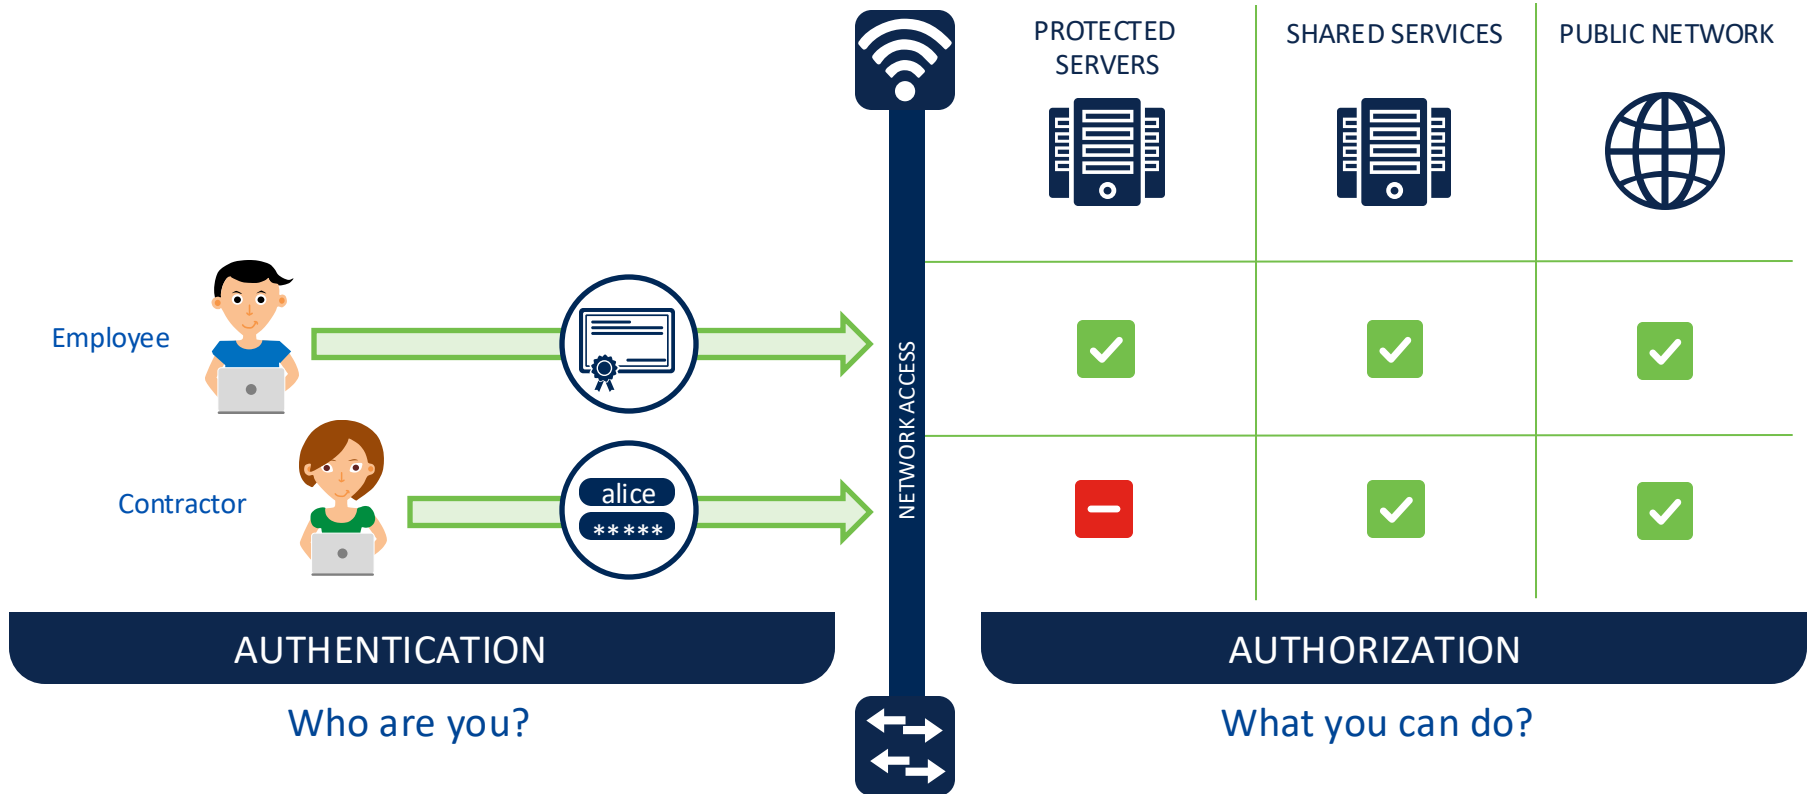 PROTECTED
SERVERS
SHARED SERVICES
PUBLIC NETWORK
Employee
Contractor
alice
*****
NETWORK ACCESS
AUTHENTICATION
Who are you?
AUTHORIZATION
What you can do?